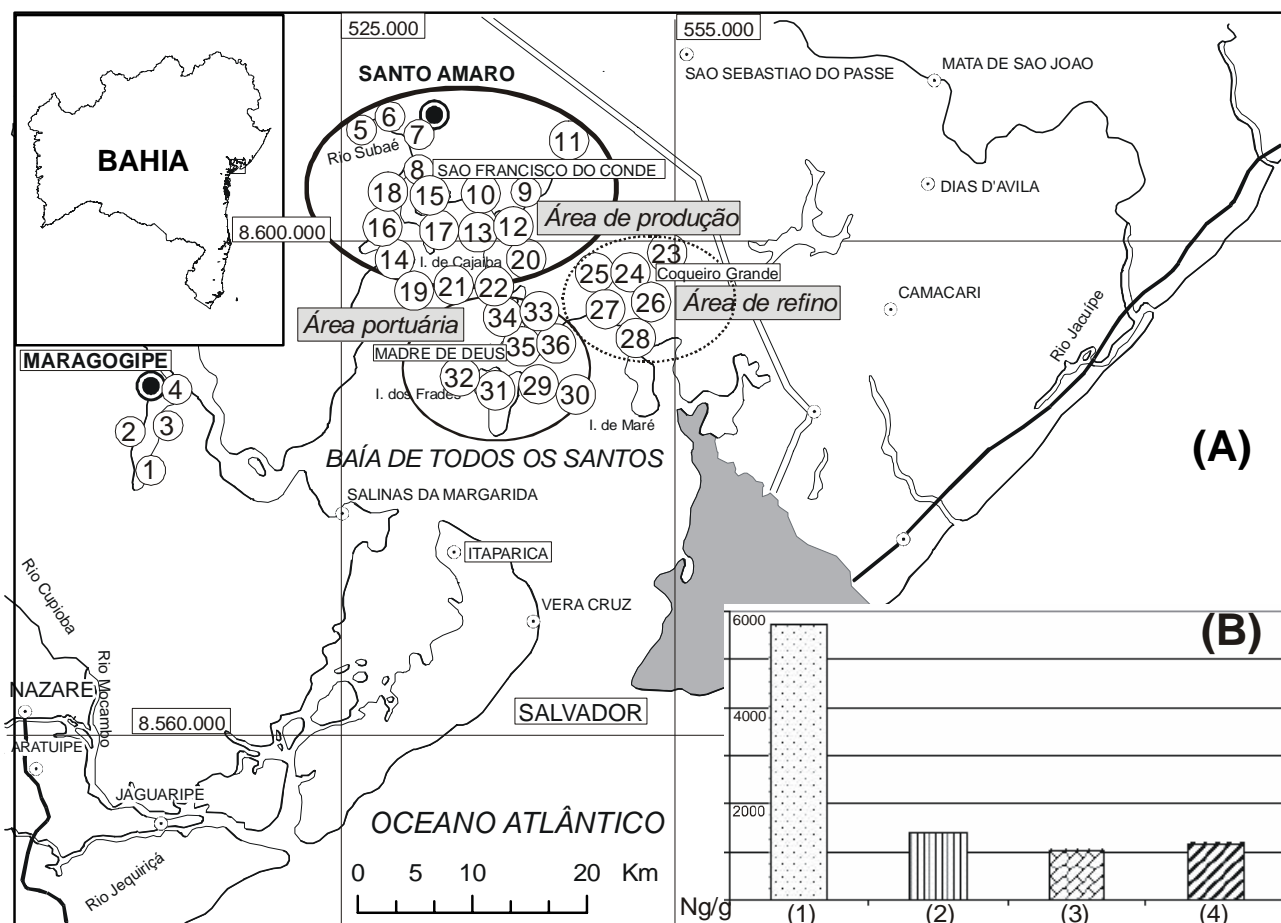 525.000
555.000
SANTO AMARO
SAO SEBASTIAO DO PASSE
MATA DE SAO JOAO
BAHIA
5
6
7
11
Rio Subaé
8
SAO FRANCISCO DO CONDE
DIAS D'AVILA
18
15
10
9
Área de produção
16
17
13
12
8.600.000
14
I. de Cajaiba
20
23
25
24
Coqueiro Grande
19
21
22
27
26
Área de refino
CAMACARI
Rio Jacuípe
Área portuária
34
33
28
MADRE DE DEUS
35
36
MARAGOGIPE
4
32
31
29
30
I. dos Frades
I. de Maré
2
3
1
BAÍA DE TODOS OS SANTOS
(A)
SALINAS DA MARGARIDA
ITAPARICA
Rio Cupioba
VERA CRUZ
Rio Mocambo
NAZARE
SALVADOR
8.560.000
ARATUIPE
JAGUARIPE
Rio Jequiriçá
OCEANO ATLÂNTICO
0 5 10 20 Km
(B)
6000
4000
2000
Ng/g
(1) (2) (3) (4)